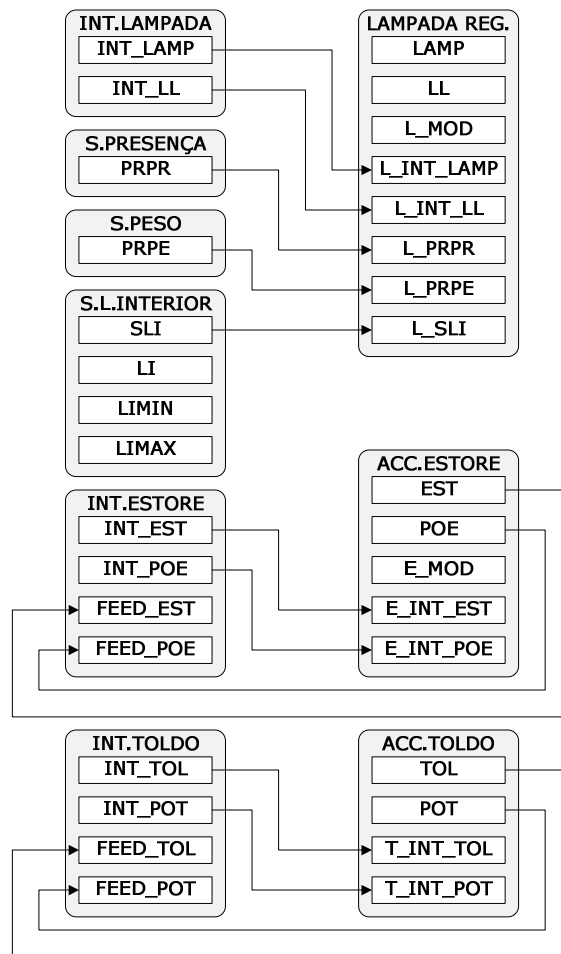 INT.LAMPADA
INT_LAMP
INT_LL
S.PRESENÇA
PRPR
S.PESO
PRPE
S.L.INTERIOR
SLI
LI
LIMIN
LIMAX
LAMPADA REG.
LAMP
LL
L_MOD
L_INT_LAMP
L_INT_LL
L_PRPR
L_PRPE
L_SLI
INT.ESTORE
INT_EST
INT_POE
FEED_EST
FEED_POE
ACC.ESTORE
EST
POE
E_MOD
E_INT_EST
E_INT_POE
INT.TOLDO
INT_TOL
INT_POT
FEED_TOL
FEED_POT
ACC.TOLDO
TOL
POT
T_INT_TOL
T_INT_POT